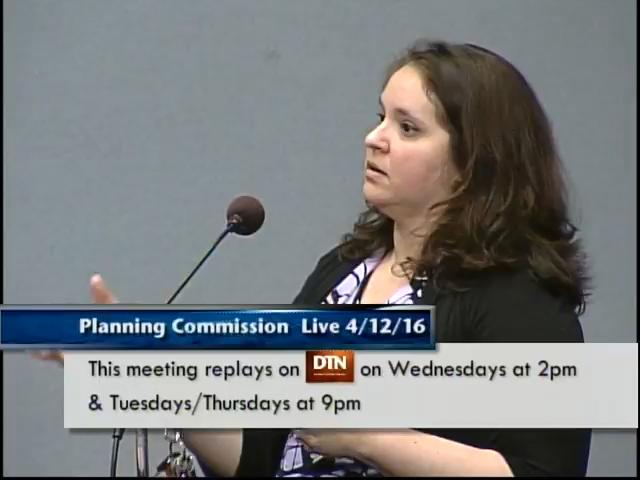 Planning Commission Live 4/12/16
This meeting replays on DTN on Wednesdays at 2pm
& Tuesdays/Thursdays at 9pm